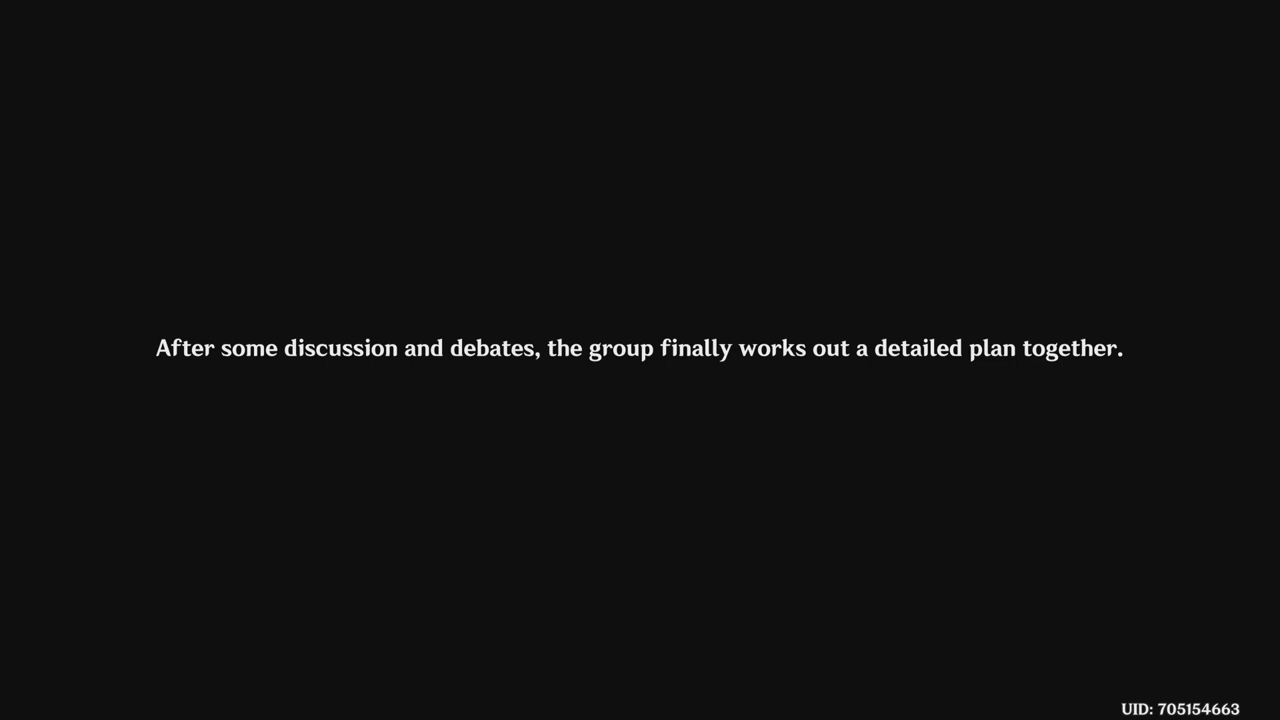 After some discussion and debates, the group finally works out a detailed plan together.
UID: 705154663